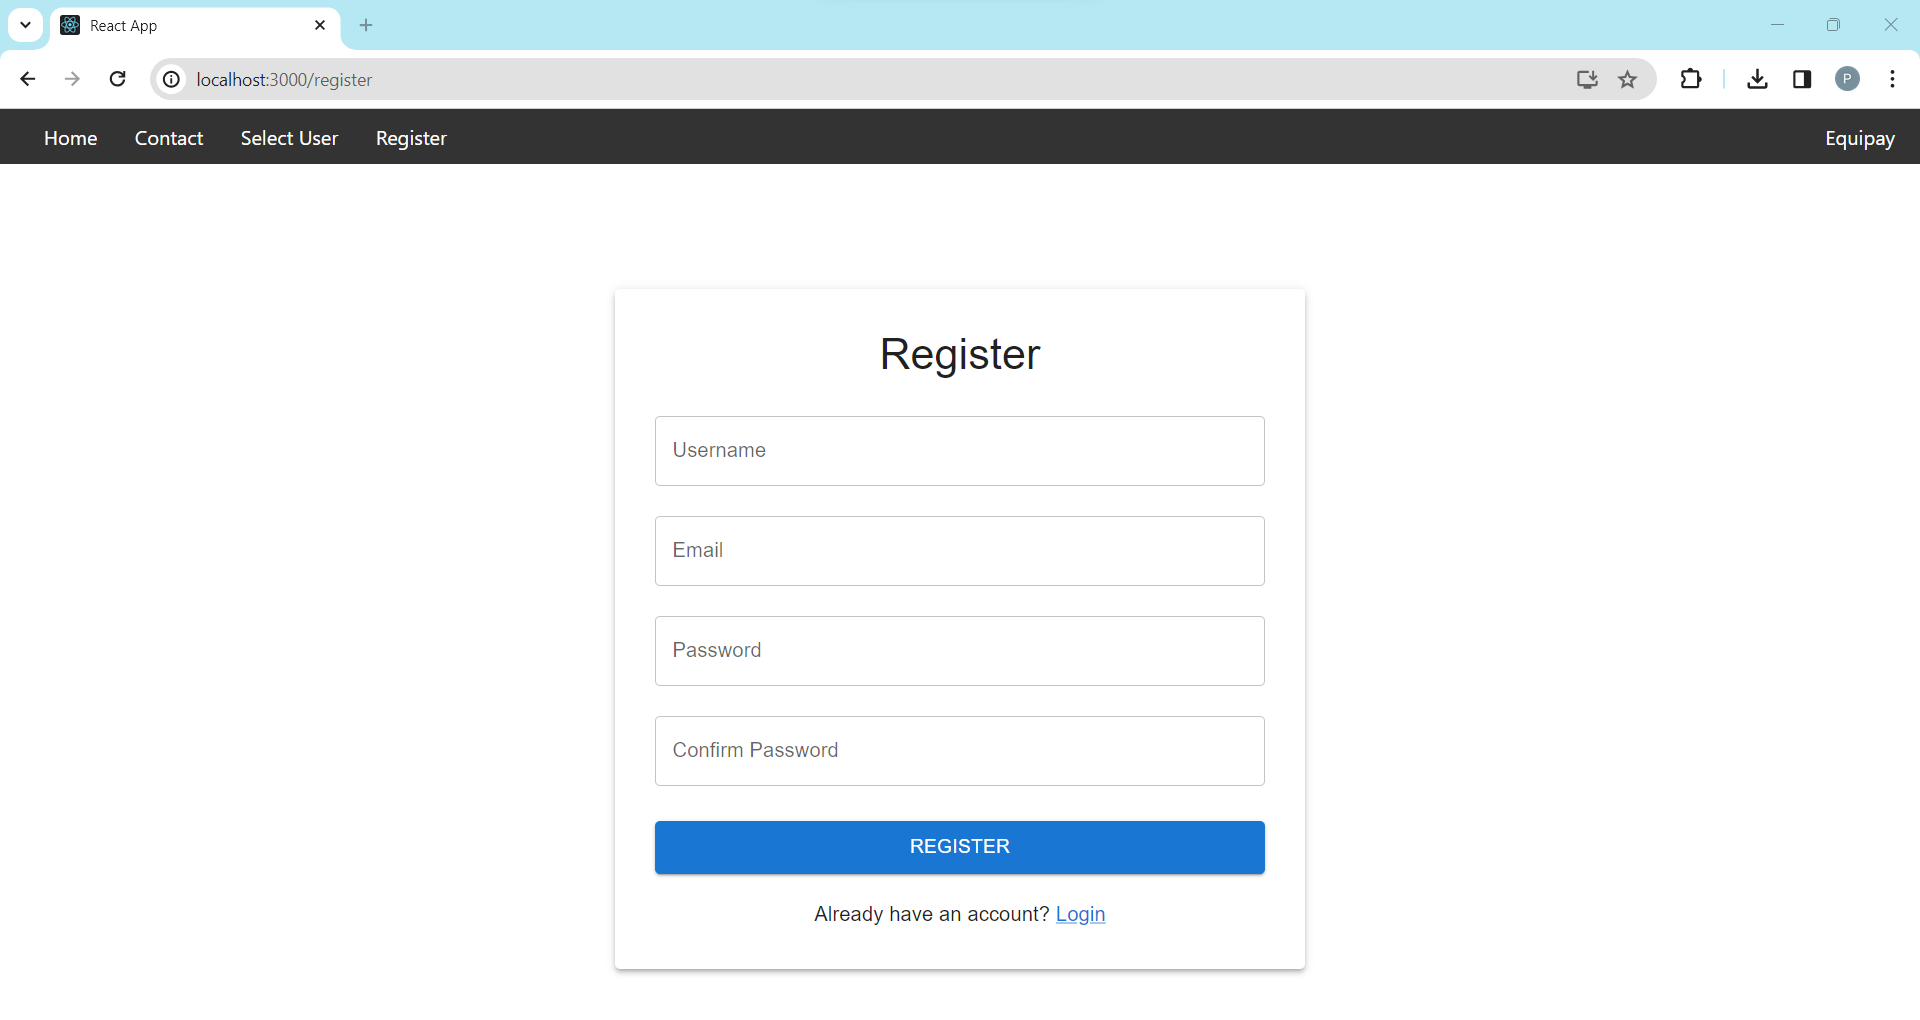 React App
localhost:3000/register
P
Home Contact Select User Register Equipay
Register
Username
Email
Password
Confirm Password
REGISTER
Already have an account? Login